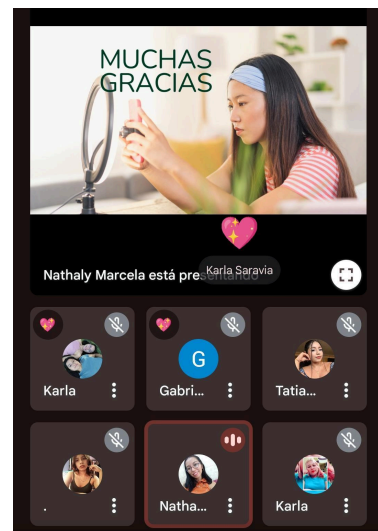 MUCHAS
GRACIAS
Nathaly Marcela está presentando
Karla Saravia
Karla
G
Gabri...
Tatia...
.
Natha...
Karla